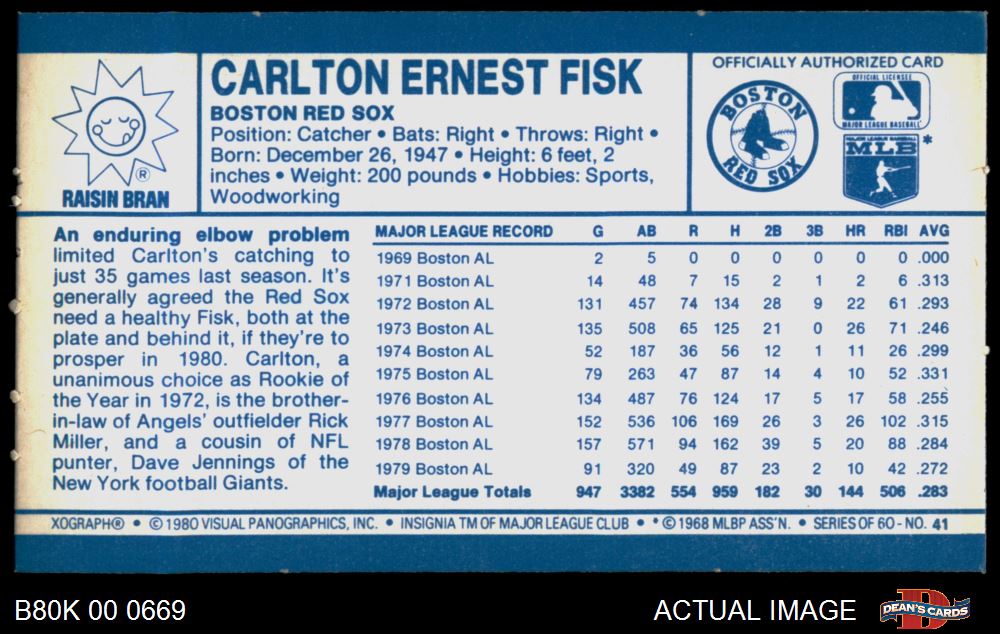 RAISIN BRAN
®
CARLTON ERNEST FISK
BOSTON RED SOX
Position: Catcher • Bats: Right • Throws: Right •
Born: December 26, 1947 • Height: 6 feet, 2
inches • Weight: 200 pounds • Hobbies: Sports,
Woodworking
OFFICIALLY AUTHORIZED CARD
BOSTON
RED SOX
OFFICIAL LICENSEE
MAJOR LEAGUE BASEBALL
MAJOR LEAGUE BASEBALL
MLB *
An enduring elbow problem
limited Carlton's catching to
just 35 games last season. It's
generally agreed the Red Sox
need a healthy Fisk, both at the
plate and behind it, if they're to
prosper in 1980. Carlton, a
unanimous choice as Rookie of
the Year in 1972, is the brother-
in-law of Angels' outfielder Rick
Miller, and a cousin of NFL
punter, Dave Jennings of the
New York football Giants.
MAJOR LEAGUE RECORD G AB R H 2B 3B HR RBI AVG
1969 Boston AL 2 5 0 0 0 0 0 0 .000
1971 Boston AL 14 48 7 15 2 1 2 6 .313
1972 Boston AL 131 457 74 134 28 9 22 61 .293
1973 Boston AL 135 508 65 125 21 0 26 71 .246
1974 Boston AL 52 187 36 56 12 1 11 26 .299
1975 Boston AL 79 263 47 87 14 4 10 52 .331
1976 Boston AL 134 487 76 124 17 5 17 58 .255
1977 Boston AL 152 536 106 169 26 3 26 102 .315
1978 Boston AL 157 571 94 162 39 5 20 88 .284
1979 Boston AL 91 320 49 87 23 2 10 42 .272
Major League Totals 947 3382 554 959 182 30 144 506 .283
XOGRAPH® • ©1980 VISUAL PANOGRAPHICS, INC. • INSIGNIA TM OF MAJOR LEAGUE CLUB • *©1968 MLBP ASS'N. • SERIES OF 60 - NO. 41
B80K 00 0669
ACTUAL IMAGE
D
DEAN'S CARDS